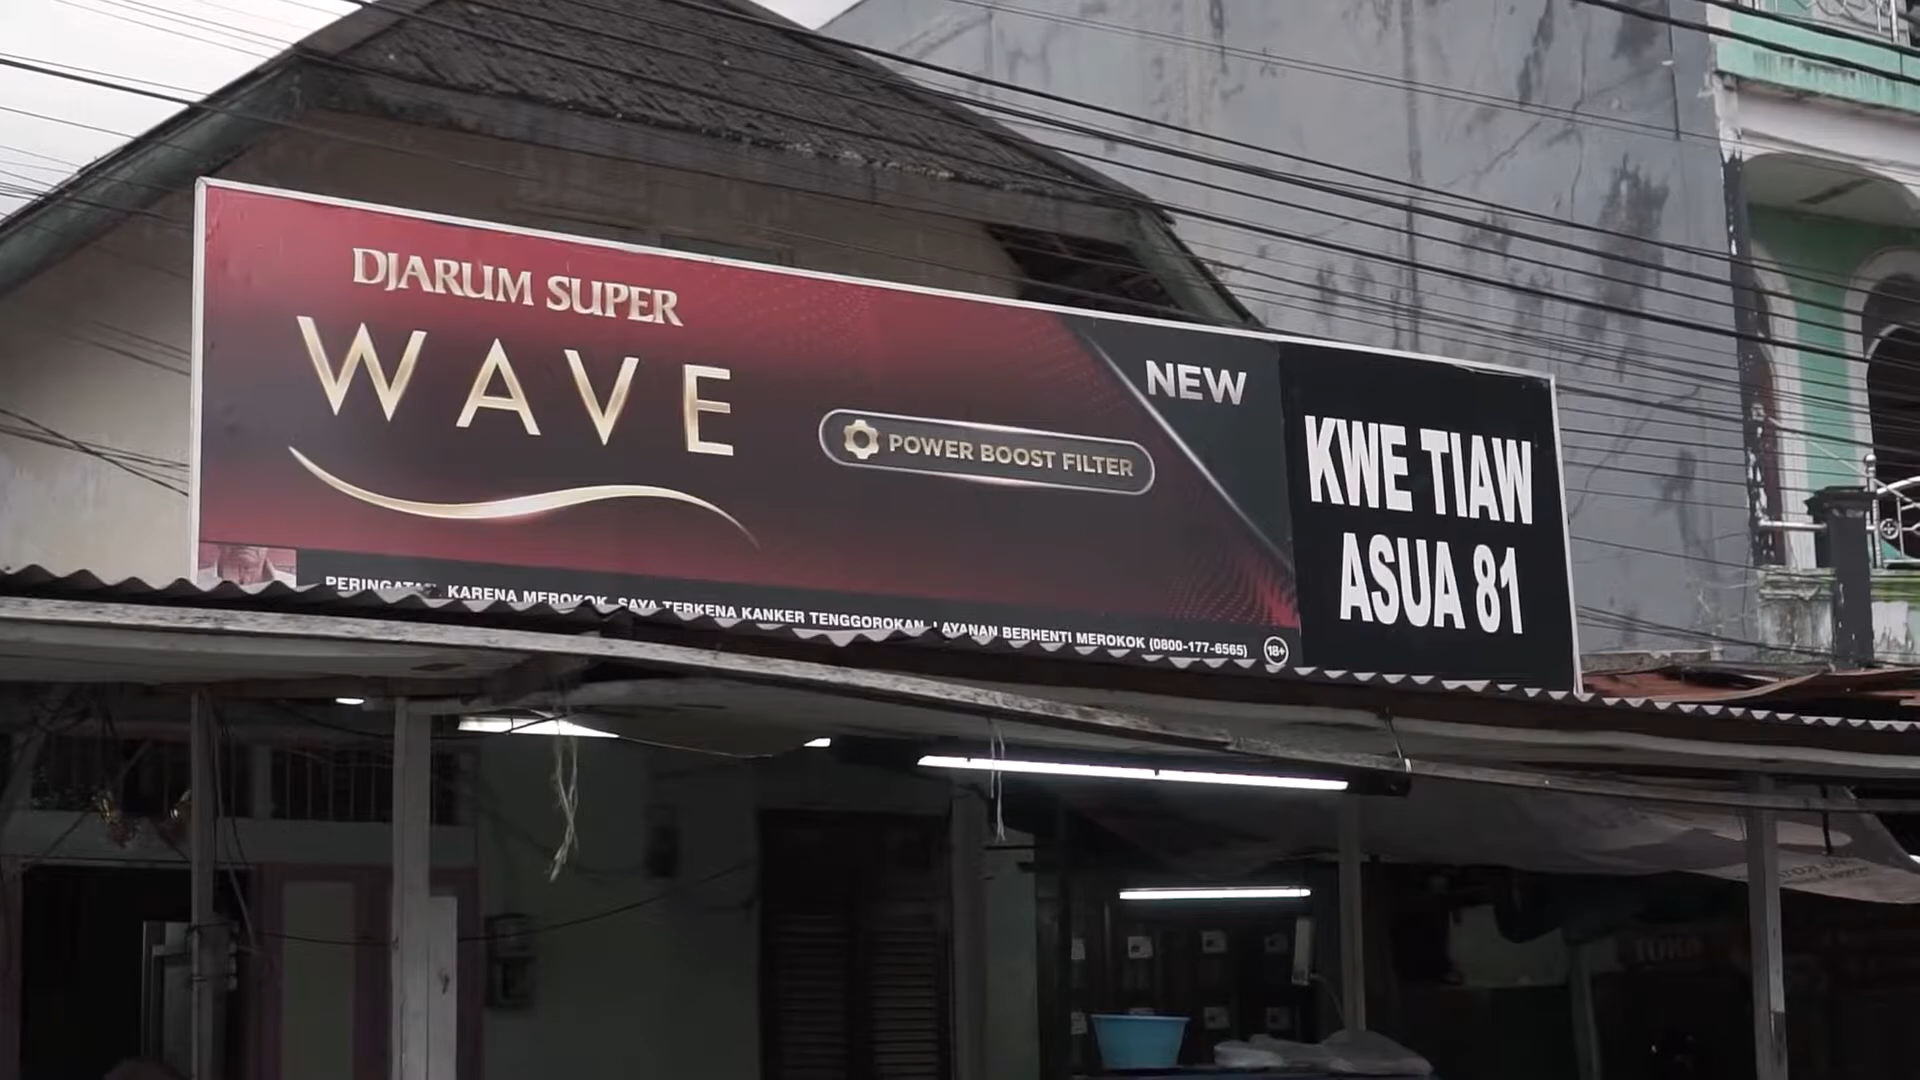 DJARUM SUPER
WAVE
POWER BOOST FILTER
NEW
KWE TIAW
ASUA 81
KARENA MEROKOK, SAYA TERKENA KANKER TENGGOROKAN. LAYANAN BERHENTI MEROKOK (0800-177-6565)
18+